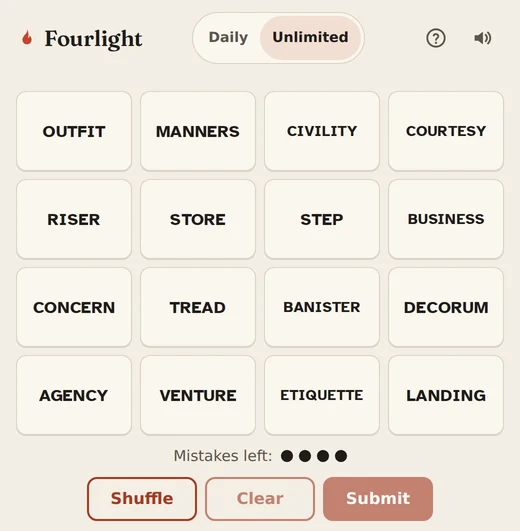 Fourlight
Daily Unlimited
OUTFIT MANNERS CIVILITY COURTESY
RISER STORE STEP BUSINESS
CONCERN TREAD BANISTER DECORUM
AGENCY VENTURE ETIQUETTE LANDING
Mistakes left:
Shuffle Clear Submit